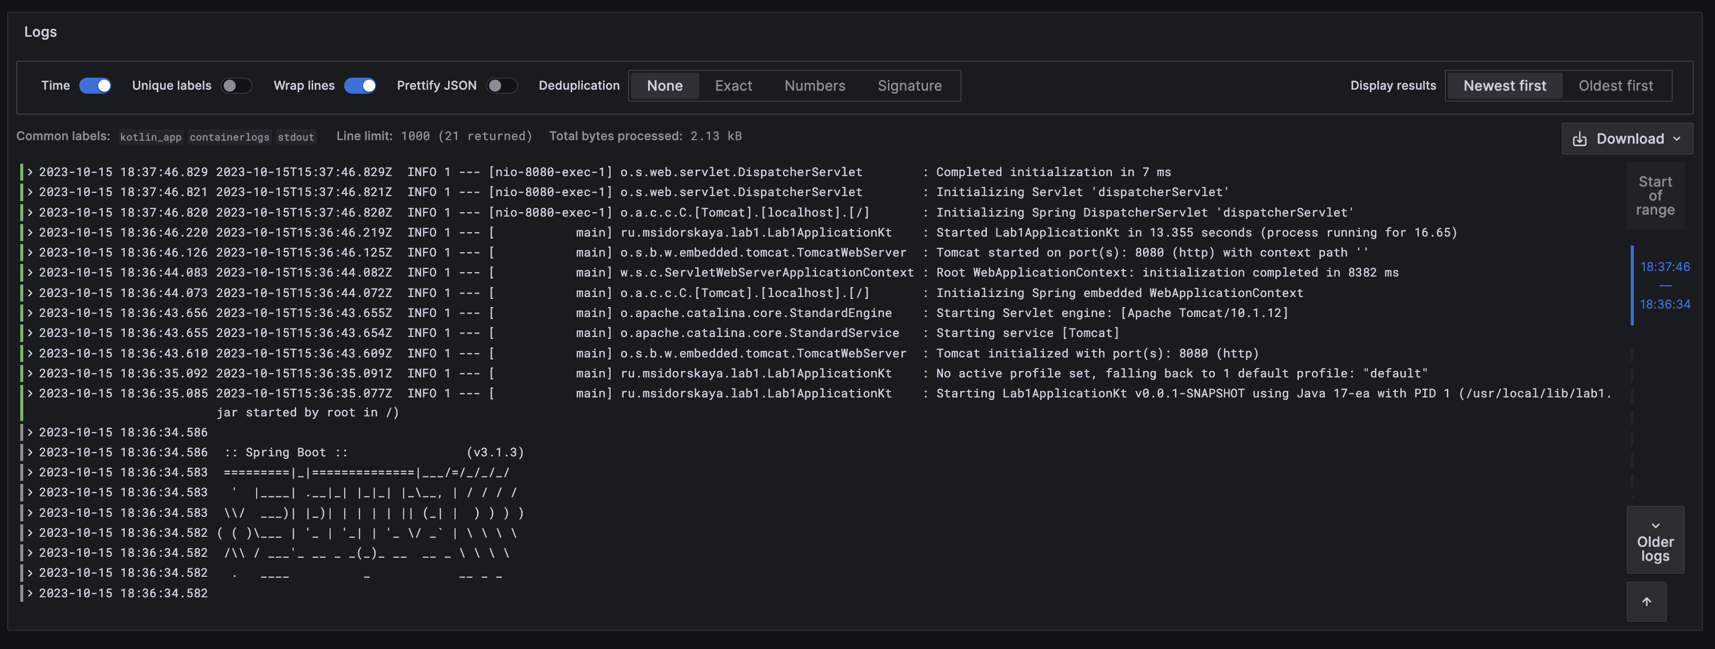 Logs
Time Unique labels Wrap lines Prettify JSON Deduplication None Exact Numbers Signature Display results Newest first Oldest first
Common labels: kotlin_app containerlogs stdout Line limit: 1000 (21 returned) Total bytes processed: 2.13 kB Download
2023-10-15 18:37:46.829 2023-10-15T15:37:46.829Z  INFO 1 --- [nio-8080-exec-1] o.s.web.servlet.DispatcherServlet        : Completed initialization in 7 ms
2023-10-15 18:37:46.821 2023-10-15T15:37:46.821Z  INFO 1 --- [nio-8080-exec-1] o.s.web.servlet.DispatcherServlet        : Initializing Servlet 'dispatcherServlet'
2023-10-15 18:37:46.820 2023-10-15T15:37:46.820Z  INFO 1 --- [nio-8080-exec-1] o.a.c.c.C.[Tomcat].[localhost].[/]       : Initializing Spring DispatcherServlet 'dispatcherServlet'
2023-10-15 18:36:46.220 2023-10-15T15:36:46.219Z  INFO 1 --- [           main] ru.msidorskaya.lab1.Lab1ApplicationKt    : Started Lab1ApplicationKt in 13.355 seconds (process running for 16.65)
2023-10-15 18:36:46.126 2023-10-15T15:36:46.125Z  INFO 1 --- [           main] o.s.b.w.embedded.tomcat.TomcatWebServer  : Tomcat started on port(s): 8080 (http) with context path ''
2023-10-15 18:36:44.083 2023-10-15T15:36:44.082Z  INFO 1 --- [           main] w.s.c.ServletWebServerApplicationContext : Root WebApplicationContext: initialization completed in 8382 ms
2023-10-15 18:36:44.073 2023-10-15T15:36:44.072Z  INFO 1 --- [           main] o.a.c.c.C.[Tomcat].[localhost].[/]       : Initializing Spring embedded WebApplicationContext
2023-10-15 18:36:43.656 2023-10-15T15:36:43.655Z  INFO 1 --- [           main] o.apache.catalina.core.StandardEngine    : Starting Servlet engine: [Apache Tomcat/10.1.12]
2023-10-15 18:36:43.655 2023-10-15T15:36:43.654Z  INFO 1 --- [           main] o.apache.catalina.core.StandardService   : Starting service [Tomcat]
2023-10-15 18:36:43.610 2023-10-15T15:36:43.609Z  INFO 1 --- [           main] o.s.b.w.embedded.tomcat.TomcatWebServer  : Tomcat initialized with port(s): 8080 (http)
2023-10-15 18:36:35.092 2023-10-15T15:36:35.091Z  INFO 1 --- [           main] ru.msidorskaya.lab1.Lab1ApplicationKt    : No active profile set, falling back to 1 default profile: "default"
2023-10-15 18:36:35.085 2023-10-15T15:36:35.077Z  INFO 1 --- [           main] ru.msidorskaya.lab1.Lab1ApplicationKt    : Starting Lab1ApplicationKt v0.0.1-SNAPSHOT using Java 17-ea with PID 1 (/usr/local/lib/lab1.
jar started by root in /)
2023-10-15 18:36:34.586
2023-10-15 18:36:34.586  :: Spring Boot ::                (v3.1.3)
2023-10-15 18:36:34.583  =========|_|==============|___/=/_/_/_/
2023-10-15 18:36:34.583   '  |____| .__|_| |_|_| |_\__, | / / / /
2023-10-15 18:36:34.583  \\/  ___)| |_)| | | | | || (_| |  ) ) ) )
2023-10-15 18:36:34.582 ( ( )\___ | '_ | '_| | '_ \/ _` | \ \ \ \
2023-10-15 18:36:34.582  /\\ / ___'_ __ _ _(_)_ __  __ _ \ \ \ \
2023-10-15 18:36:34.582   .   ____          _            __ _ _
2023-10-15 18:36:34.582
Start
of
range
18:37:46
—
18:36:34
Older
logs